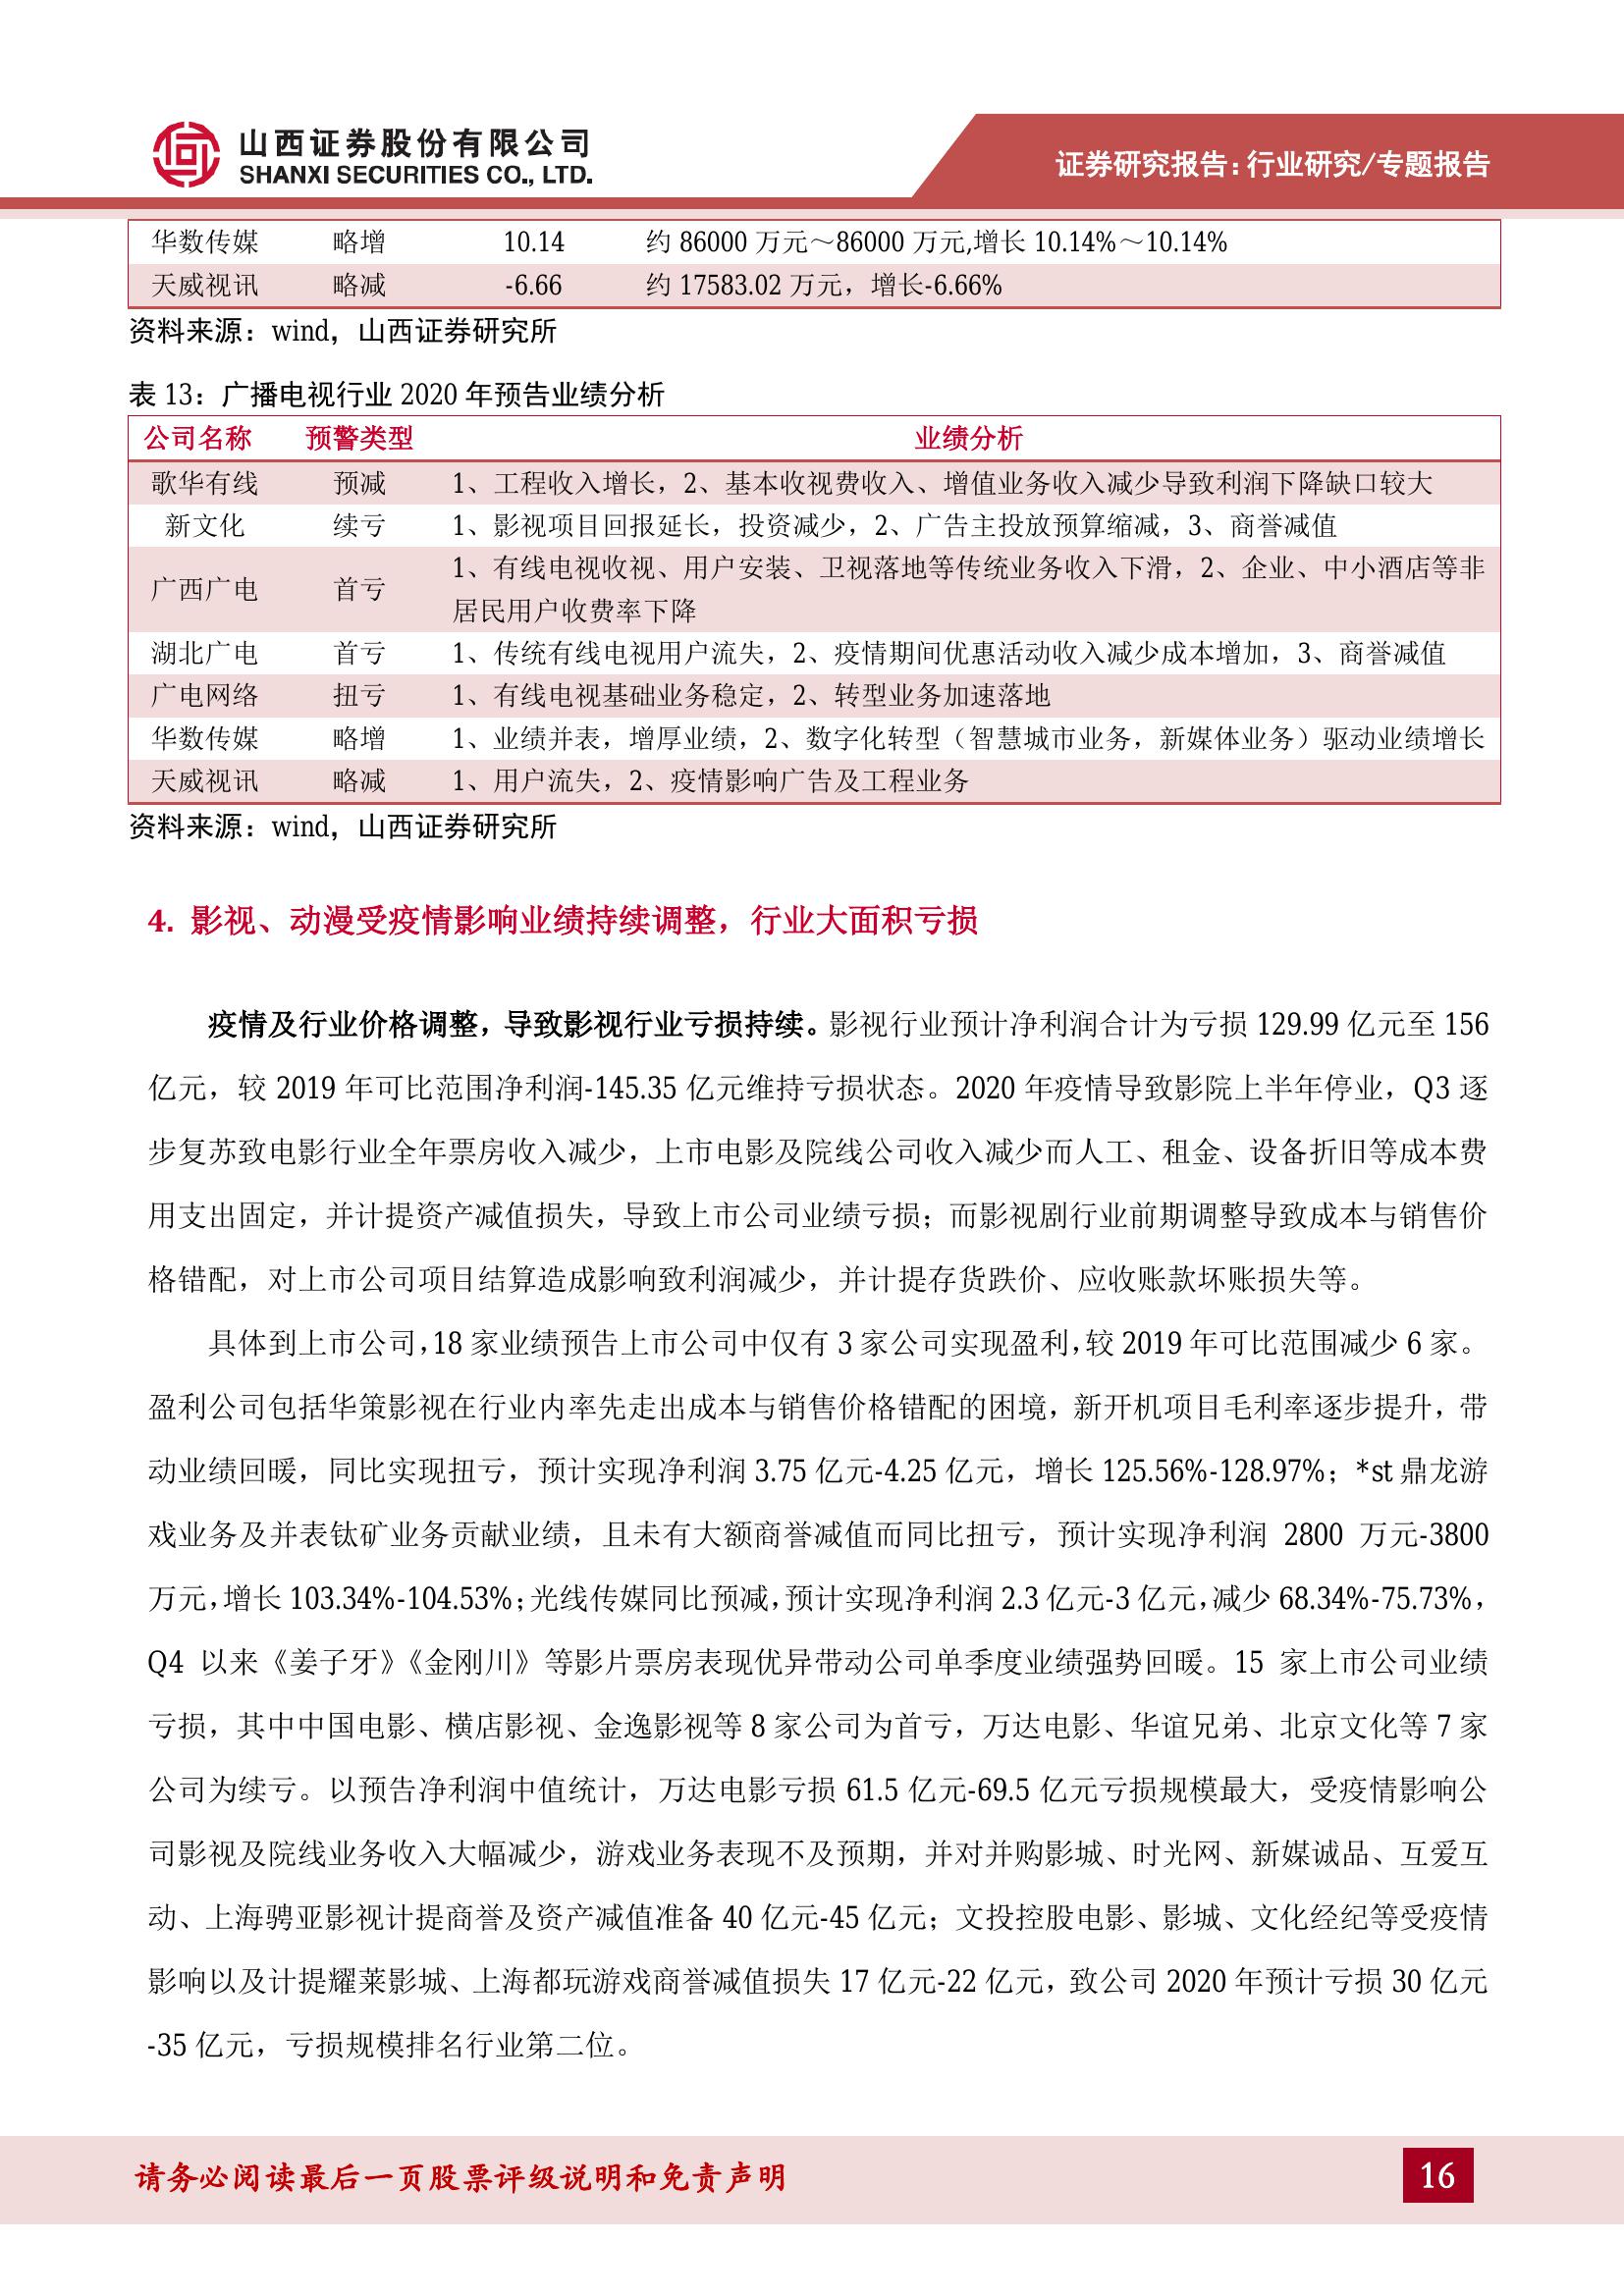 山西证券股份有限公司
SHANXI SECURITIES CO., LTD.
证券研究报告：行业研究/专题报告
华数传媒 略增 10.14 约 86000 万元～86000 万元,增长 10.14%～10.14%
天威视讯 略减 -6.66 约 17583.02 万元，增长-6.66%
资料来源：wind，山西证券研究所
表 13：广播电视行业 2020 年预告业绩分析
公司名称 预警类型 业绩分析
歌华有线 预减 1、工程收入增长，2、基本收视费收入、增值业务收入减少导致利润下降缺口较大
新文化 续亏 1、影视项目回报延长，投资减少，2、广告主投放预算缩减，3、商誉减值
广西广电 首亏 1、有线电视收视、用户安装、卫视落地等传统业务收入下滑，2、企业、中小酒店等非
居民用户收费率下降
湖北广电 首亏 1、传统有线电视用户流失，2、疫情期间优惠活动收入减少成本增加，3、商誉减值
广电网络 扭亏 1、有线电视基础业务稳定，2、转型业务加速落地
华数传媒 略增 1、业绩并表，增厚业绩，2、数字化转型（智慧城市业务，新媒体业务）驱动业绩增长
天威视讯 略减 1、用户流失，2、疫情影响广告及工程业务
资料来源：wind，山西证券研究所
4. 影视、动漫受疫情影响业绩持续调整，行业大面积亏损
疫情及行业价格调整，导致影视行业亏损持续。影视行业预计净利润合计为亏损 129.99 亿元至 156
亿元，较 2019 年可比范围净利润-145.35 亿元维持亏损状态。2020 年疫情导致影院上半年停业，Q3 逐
步复苏致电影行业全年票房收入减少，上市电影及院线公司收入减少而人工、租金、设备折旧等成本费
用支出固定，并计提资产减值损失，导致上市公司业绩亏损；而影视剧行业前期调整导致成本与销售价
格错配，对上市公司项目结算造成影响致利润减少，并计提存货跌价、应收账款坏账损失等。
具体到上市公司，18 家业绩预告上市公司中仅有 3 家公司实现盈利，较 2019 年可比范围减少 6 家。
盈利公司包括华策影视在行业内率先走出成本与销售价格错配的困境，新开机项目毛利率逐步提升，带
动业绩回暖，同比实现扭亏，预计实现净利润 3.75 亿元-4.25 亿元，增长 125.56%-128.97%；*st 鼎龙游
戏业务及并表钛矿业务贡献业绩，且未有大额商誉减值而同比扭亏，预计实现净利润 2800 万元-3800
万元，增长 103.34%-104.53%；光线传媒同比预减，预计实现净利润 2.3 亿元-3 亿元，减少 68.34%-75.73%，
Q4 以来《姜子牙》《金刚川》等影片票房表现优异带动公司单季度业绩强势回暖。15 家上市公司业绩
亏损，其中中国电影、横店影视、金逸影视等 8 家公司为首亏，万达电影、华谊兄弟、北京文化等 7 家
公司为续亏。以预告净利润中值统计，万达电影亏损 61.5 亿元-69.5 亿元亏损规模最大，受疫情影响公
司影视及院线业务收入大幅减少，游戏业务表现不及预期，并对并购影城、时光网、新媒诚品、互爱互
动、上海骋亚影视计提商誉及资产减值准备 40 亿元-45 亿元；文投控股电影、影城、文化经纪等受疫情
影响以及计提耀莱影城、上海都玩游戏商誉减值损失 17 亿元-22 亿元，致公司 2020 年预计亏损 30 亿元
-35 亿元，亏损规模排名行业第二位。
请务必阅读最后一页股票评级说明和免责声明
16